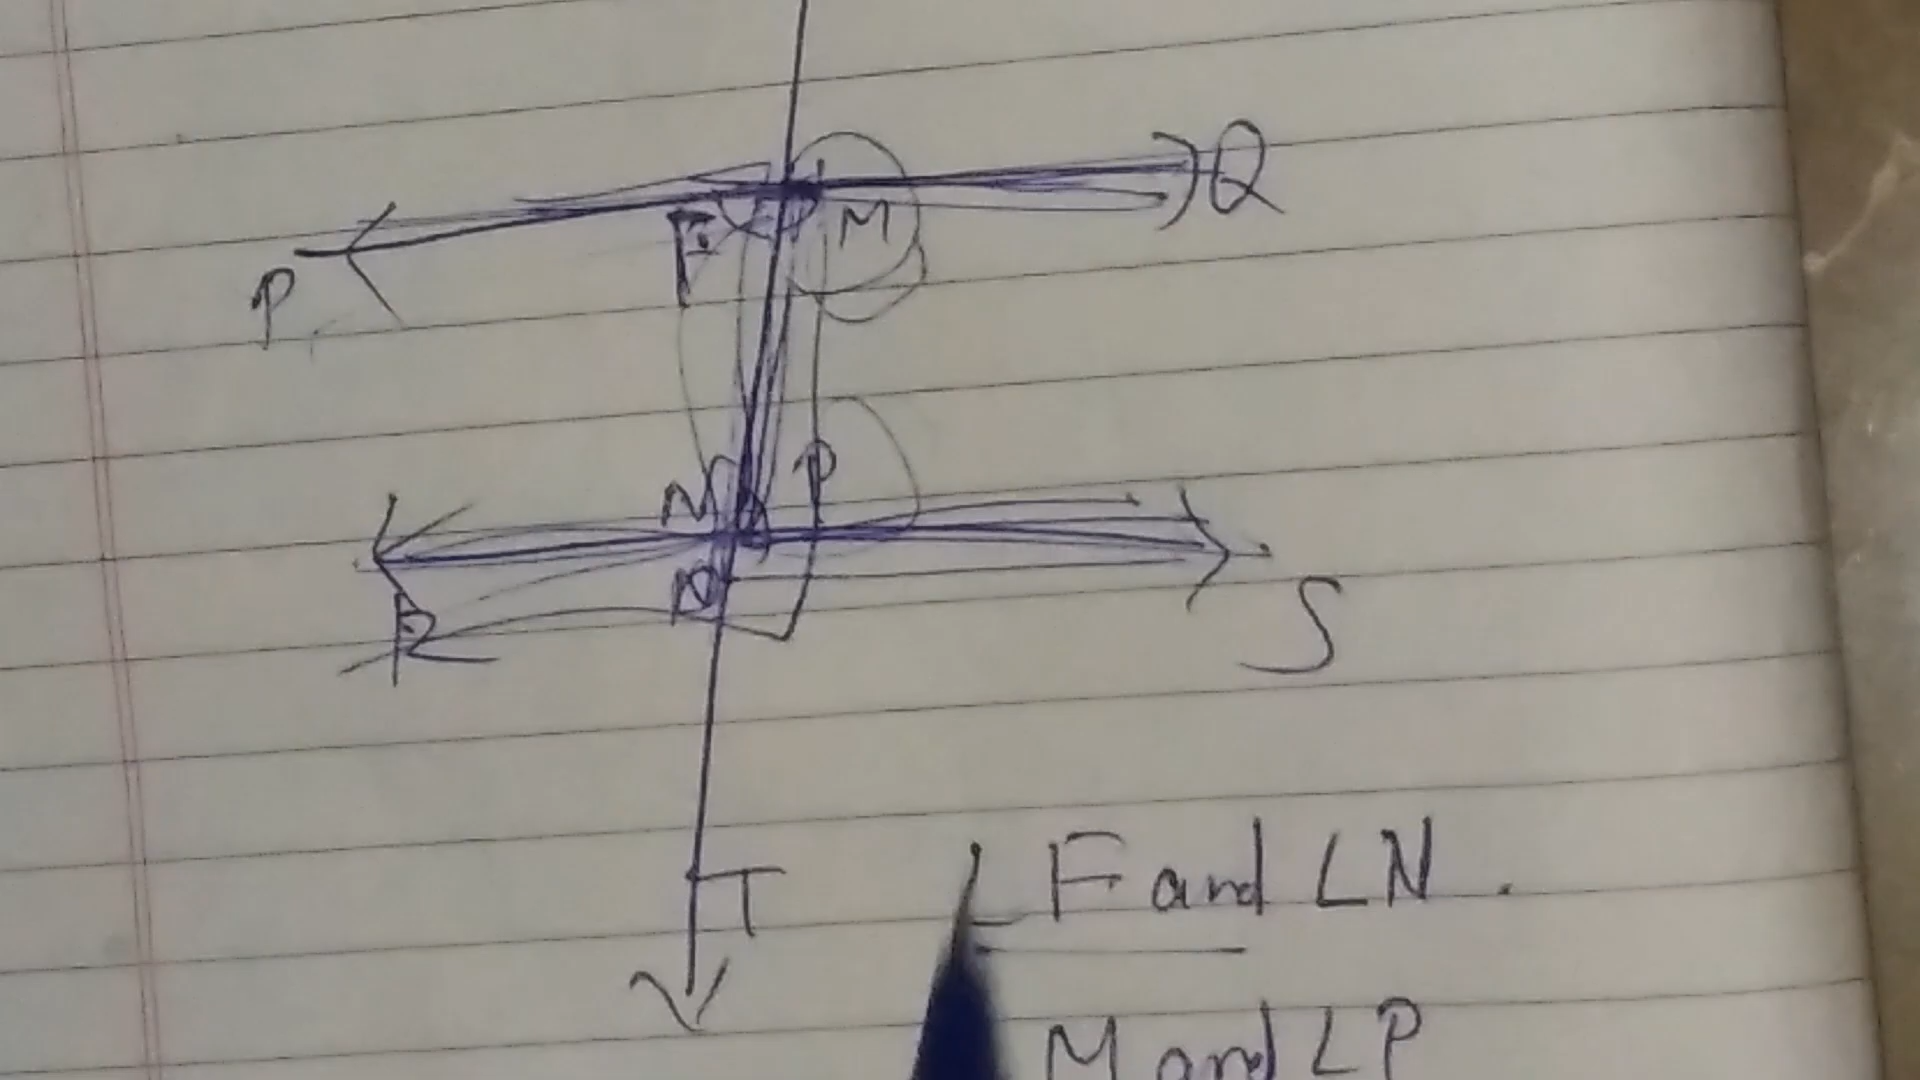 Q
F M
P
N P
N
R S
T
∠F and ∠N.
M and ∠P